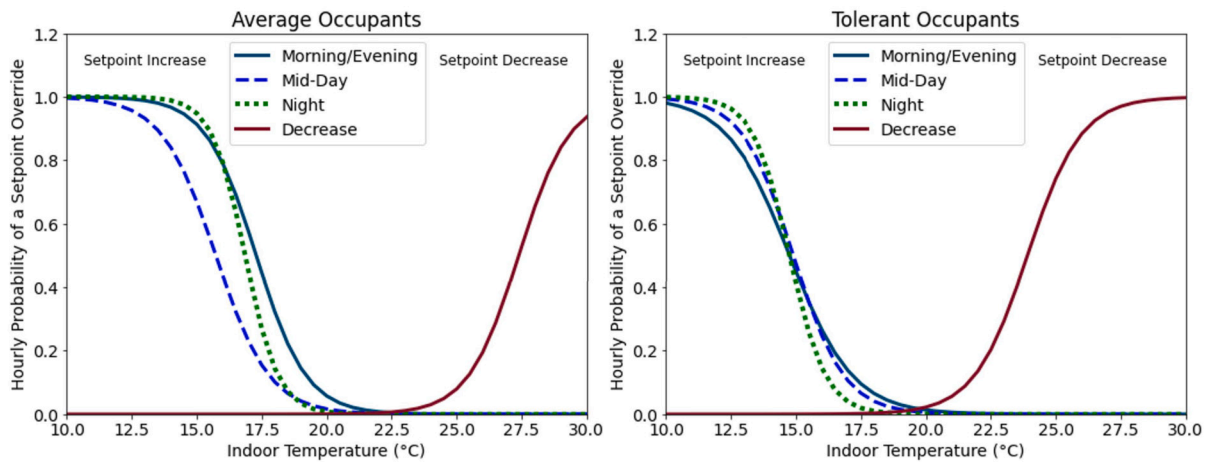 Average Occupants
Hourly Probability of a Setpoint Override
1.2
1.0
0.8
0.6
0.4
0.2
0.0
Setpoint Increase
Morning/Evening
Mid-Day
Night
Decrease
Setpoint Decrease
10.0 12.5 15.0 17.5 20.0 22.5 25.0 27.5 30.0
Indoor Temperature (°C)
Tolerant Occupants
Hourly Probability of a Setpoint Override
1.2
1.0
0.8
0.6
0.4
0.2
0.0
Setpoint Increase
Morning/Evening
Mid-Day
Night
Decrease
Setpoint Decrease
10.0 12.5 15.0 17.5 20.0 22.5 25.0 27.5 30.0
Indoor Temperature (°C)